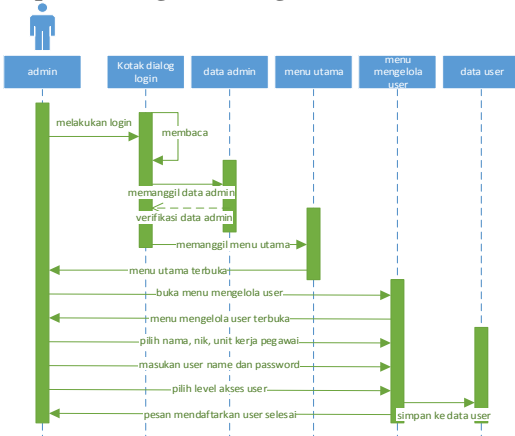 admin
Kotak dialog
login
data admin
menu utama
menu
mengelola
user
data user
melakukan login
membaca
memanggil data admin
verifikasi data admin
memanggil menu utama
menu utama terbuka
buka menu mengelola user
menu mengelola user terbuka
pilih nama, nik, unit kerja pegawai
masukan user name dan password
pilih level akses user
simpan ke data user
pesan mendaftarkan user selesai